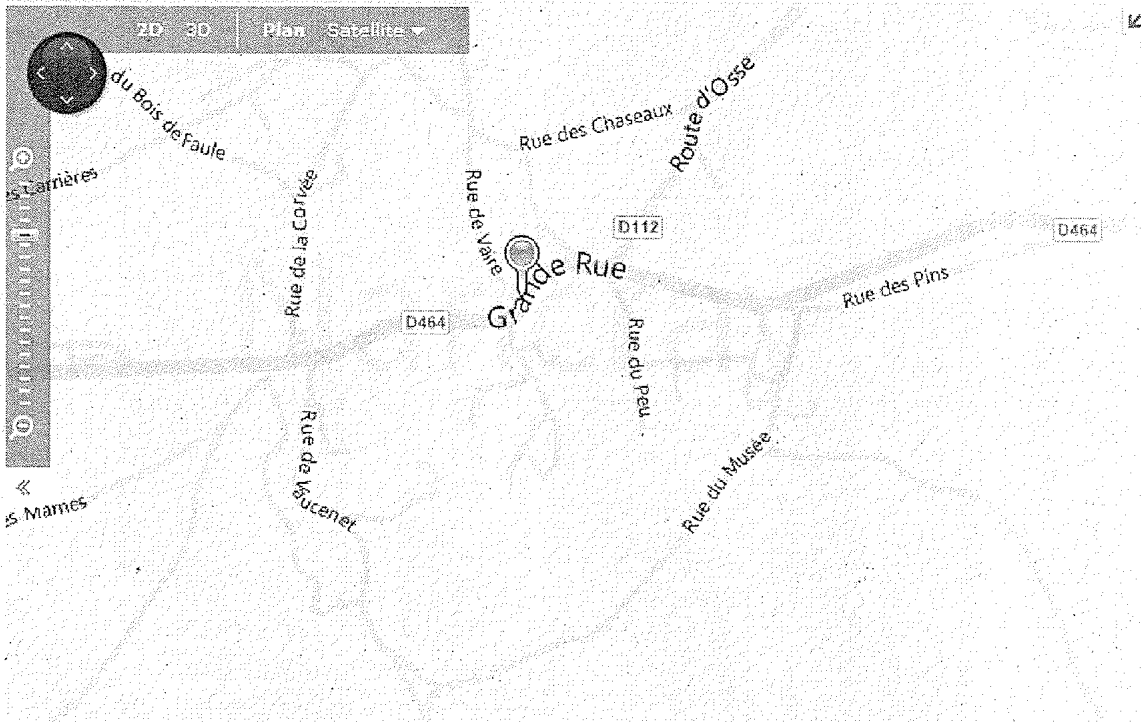 2D 3D Plan Satellite
du Bois de Faule
Rue des Chaseaux
Route d'Osse
es Carrières
Rue de la Corvée
Rue de Vaire
D112
D464
Grande Rue
Rue des Pins
D464
Rue du Peu
Rue de Vaucenet
Rue du Musée
es Marnes